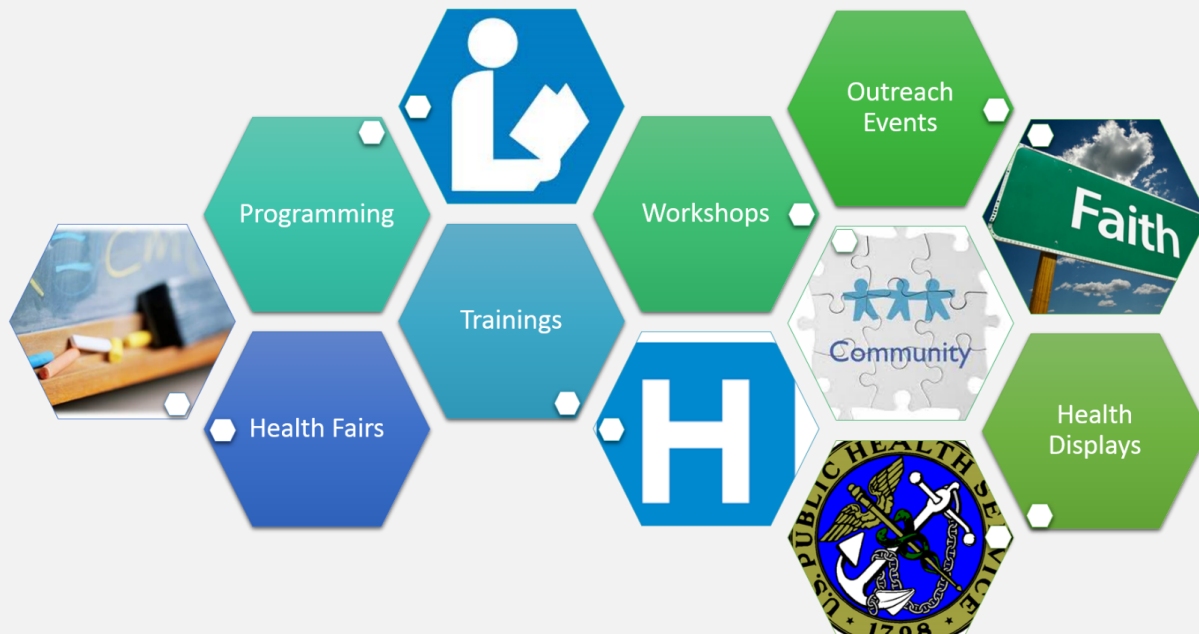 Outreach
Events
Programming
Workshops
Faith
Trainings
Community
Health Fairs
H
Health
Displays
U.S. PUBLIC HEALTH SERVICE
1798